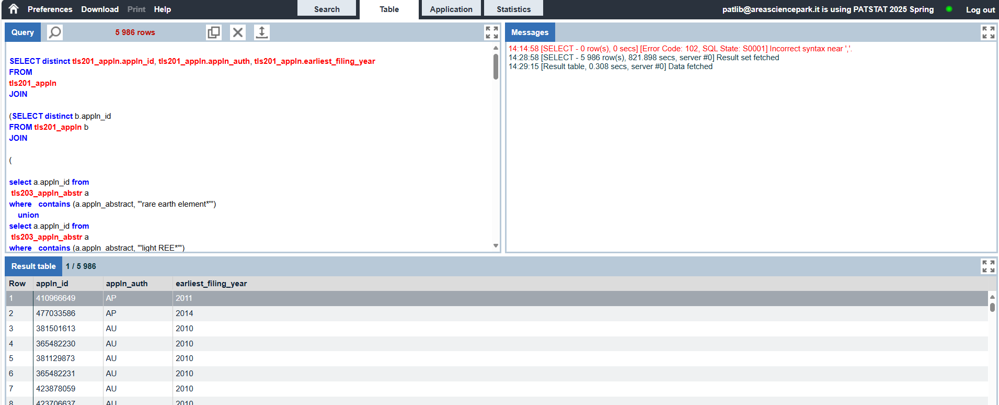 Preferences Download Print Help Search Table Application Statistics patlib@areasciencepark.it is using PATSTAT 2025 Spring Log out
Query 5 986 rows
SELECT distinct tls201_appln.appln_id, tls201_appln.appln_auth, tls201_appln.earliest_filing_year
FROM
tls201_appln
JOIN
(SELECT distinct b.appln_id
FROM tls201_appln b
JOIN
(
select a.appln_id from
tls203_appln_abstr a
where contains (a.appln_abstract, '"rare earth element*"')
union
select a.appln_id from
tls203_appln_abstr a
where contains (a.appln_abstract, '"light REE*"')
Messages
14:14:58 [SELECT - 0 row(s), 0 secs] [Error Code: 102, SQL State: S0001] Incorrect syntax near ','.
14:28:58 [SELECT - 5 986 row(s), 821.898 secs, server #0] Result set fetched
14:29:15 [Result table, 0.308 secs, server #0] Data fetched
Result table 1 / 5 986
Row appln_id appln_auth earliest_filing_year
1 410966649 AP 2011
2 477033586 AP 2014
3 381501613 AU 2010
4 365482230 AU 2010
5 381129873 AU 2010
6 365482231 AU 2010
7 423878059 AU 2010
8 423706637 AU 2010